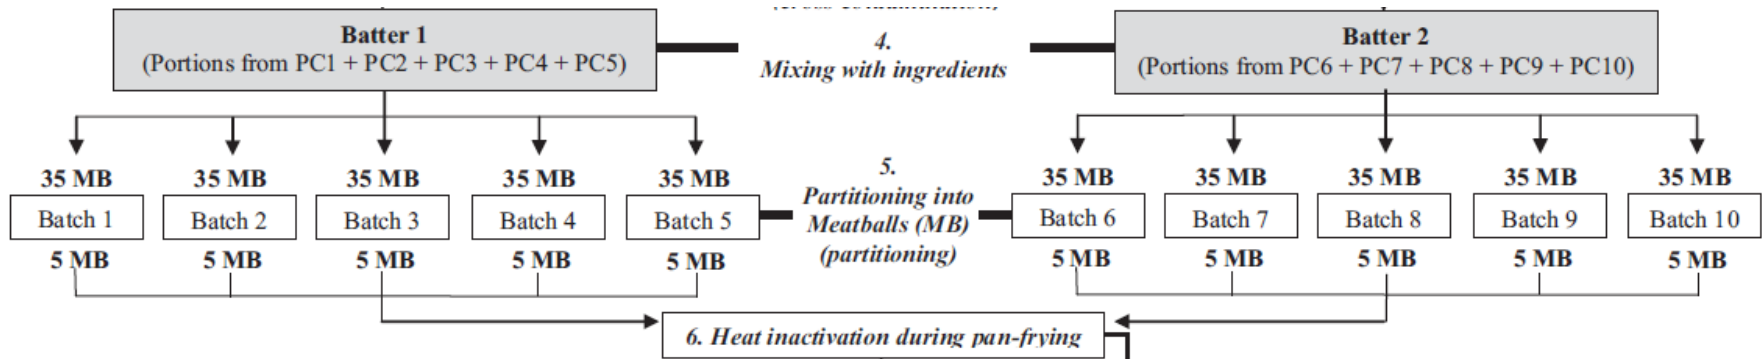 Batter 1
(Portions from PC1 + PC2 + PC3 + PC4 + PC5)
4.
Mixing with ingredients
Batter 2
(Portions from PC6 + PC7 + PC8 + PC9 + PC10)
35 MB 35 MB 35 MB 35 MB 35 MB
Batch 1 Batch 2 Batch 3 Batch 4 Batch 5
5 MB 5 MB 5 MB 5 MB 5 MB
5.
Partitioning into
Meatballs (MB)
(partitioning)
35 MB 35 MB 35 MB 35 MB 35 MB
Batch 6 Batch 7 Batch 8 Batch 9 Batch 10
5 MB 5 MB 5 MB 5 MB 5 MB
6. Heat inactivation during pan-frying